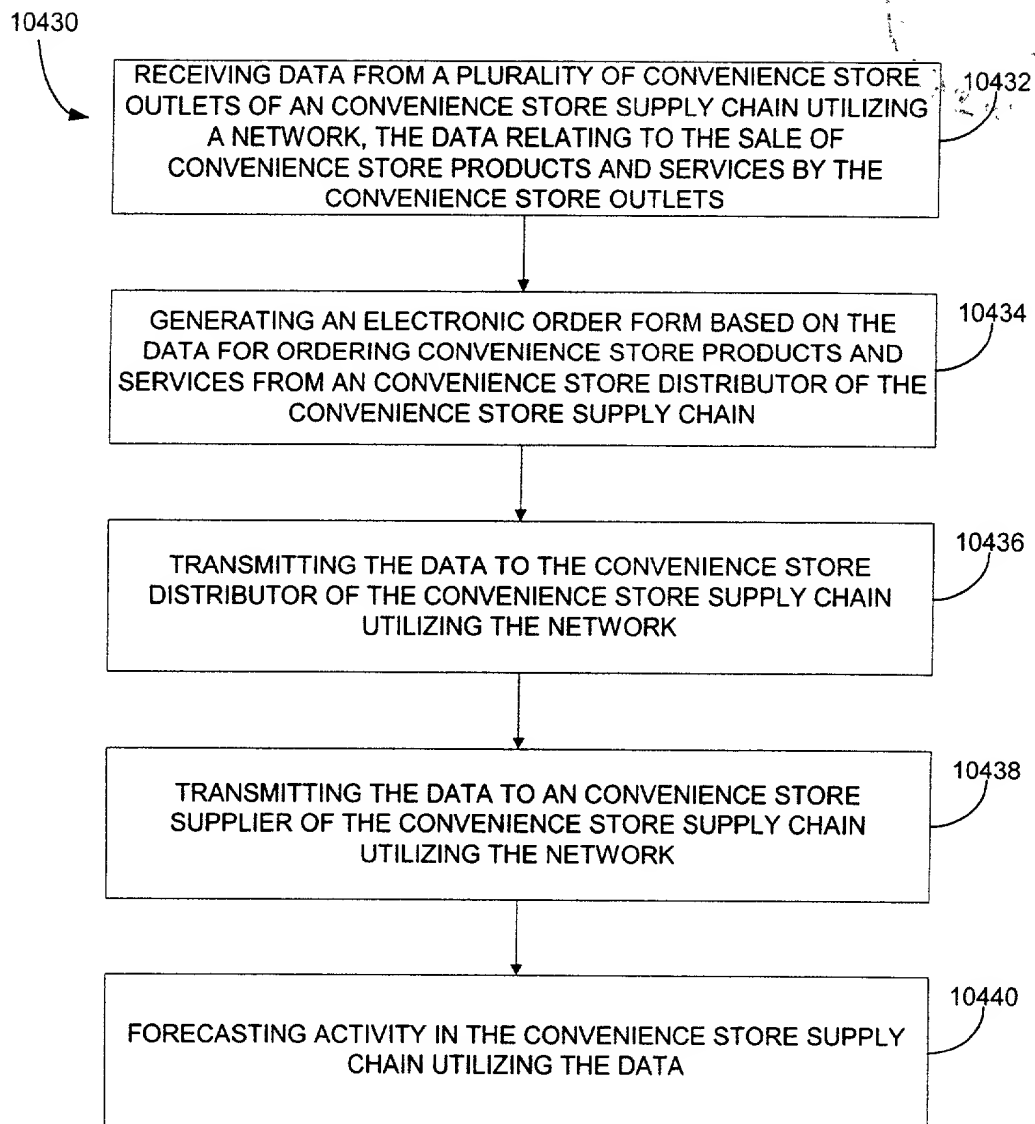 10430
RECEIVING DATA FROM A PLURALITY OF CONVENIENCE STORE
OUTLETS OF AN CONVENIENCE STORE SUPPLY CHAIN UTILIZING
A NETWORK, THE DATA RELATING TO THE SALE OF
CONVENIENCE STORE PRODUCTS AND SERVICES BY THE
CONVENIENCE STORE OUTLETS
10432
GENERATING AN ELECTRONIC ORDER FORM BASED ON THE
DATA FOR ORDERING CONVENIENCE STORE PRODUCTS AND
SERVICES FROM AN CONVENIENCE STORE DISTRIBUTOR OF THE
CONVENIENCE STORE SUPPLY CHAIN
10434
TRANSMITTING THE DATA TO THE CONVENIENCE STORE
DISTRIBUTOR OF THE CONVENIENCE STORE SUPPLY CHAIN
UTILIZING THE NETWORK
10436
TRANSMITTING THE DATA TO AN CONVENIENCE STORE
SUPPLIER OF THE CONVENIENCE STORE SUPPLY CHAIN
UTILIZING THE NETWORK
10438
FORECASTING ACTIVITY IN THE CONVENIENCE STORE SUPPLY
CHAIN UTILIZING THE DATA
10440